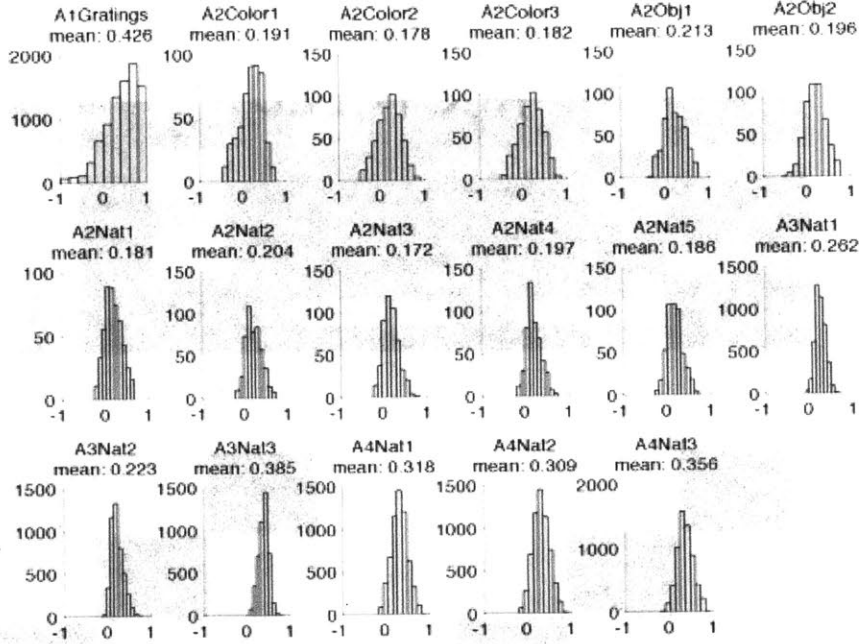 A1Gratings A2Color1 A2Color2 A2Color3 A2Obj1 A2Obj2
mean: 0.426 mean: 0.191 mean: 0.178 mean: 0.182 mean: 0.213 mean: 0.196
2000 100 150 150 150 150
100 100 100 100
1000 50
50 50 50 50
0 0 0 0 0 0
-1 0 1 -1 0 1 -1 0 1 -1 0 1 -1 0 1 -1 0 1
A2Nat1 A2Nat2 A2Nat3 A2Nat4 A2Nat5 A3Nat1
mean: 0.181 mean: 0.204 mean: 0.172 mean: 0.197 mean: 0.186 mean: 0.262
100 150 150 150 150 1500
100 100 100 100 1000
50
50 50 50 50 500
0 0 0 0 0 0
-1 0 1 -1 0 1 -1 0 1 -1 0 1 -1 0 1 -1 0 1
A3Nat2 A3Nat3 A4Nat1 A4Nat2 A4Nat3
mean: 0.223 mean: 0.385 mean: 0.318 mean: 0.309 mean: 0.356
1500 1500 1500 1500 2000
1000 1000 1000 1000
1000
500 500 500 500
0 0 0 0 0
-1 0 1 -1 0 1 -1 0 1 -1 0 1 -1 0 1